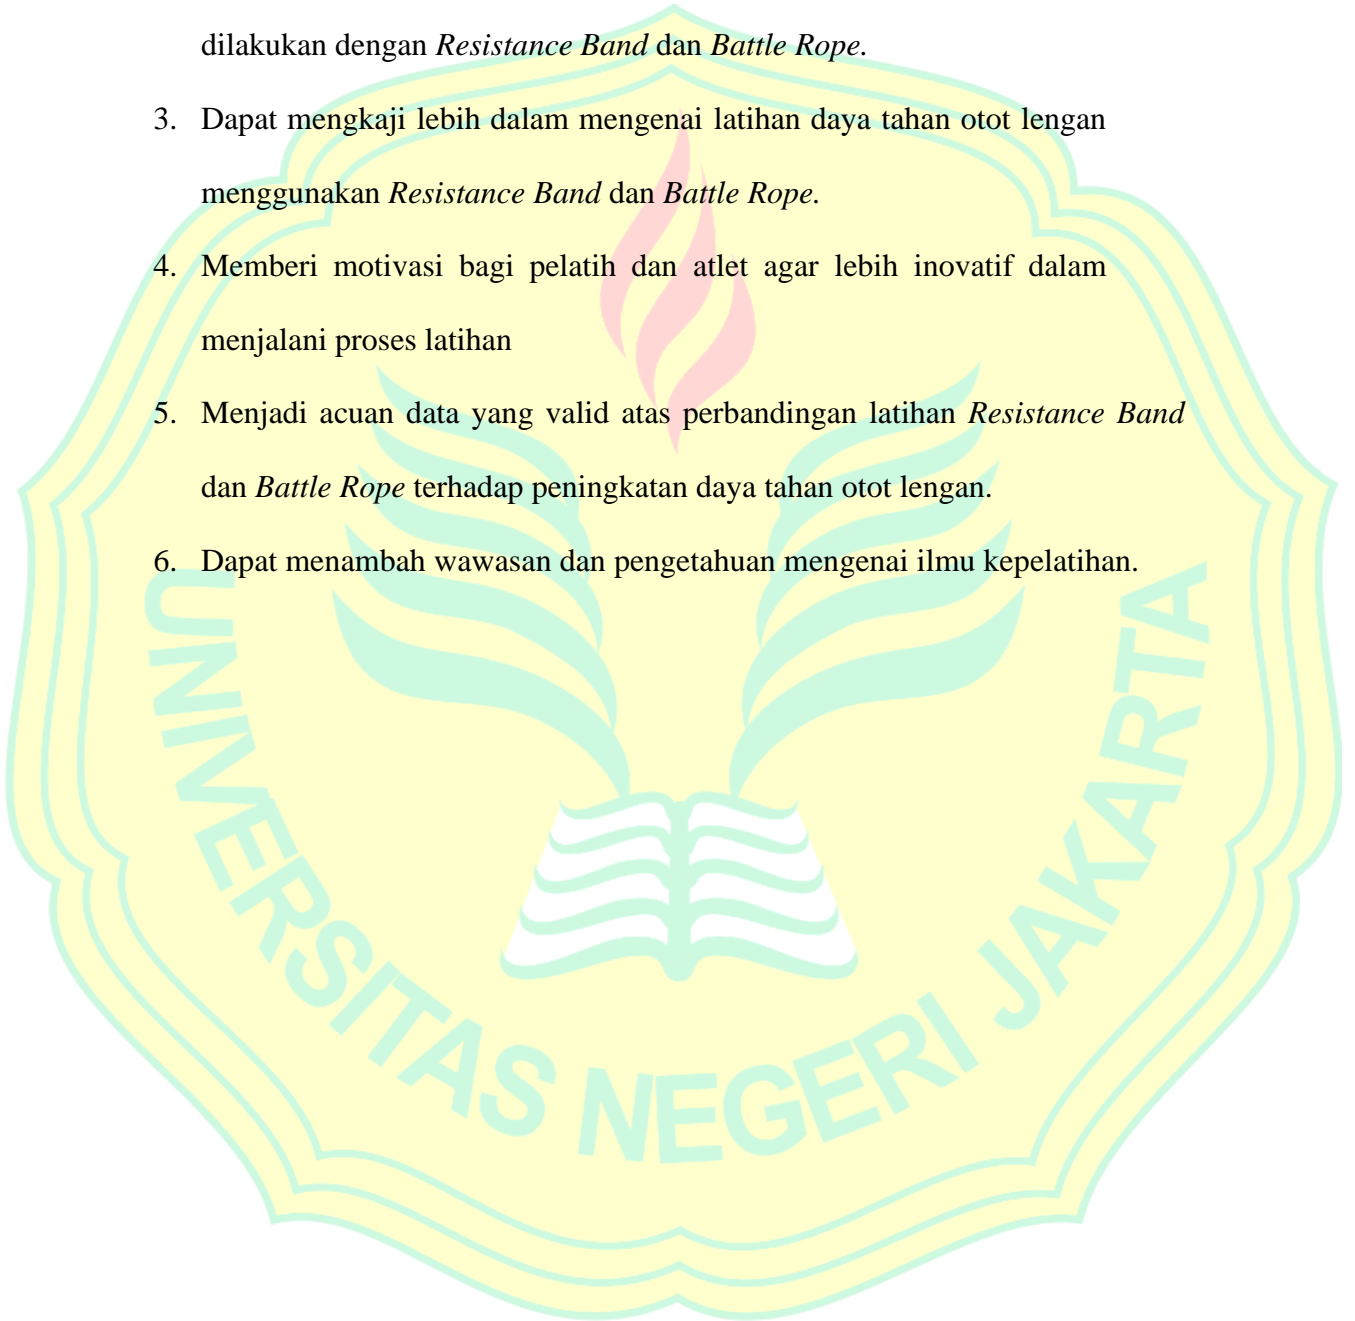 dilakukan dengan Resistance Band dan Battle Rope.
3. Dapat mengkaji lebih dalam mengenai latihan daya tahan otot lengan
menggunakan Resistance Band dan Battle Rope.
4. Memberi motivasi bagi pelatih dan atlet agar lebih inovatif dalam
menjalani proses latihan
5. Menjadi acuan data yang valid atas perbandingan latihan Resistance Band
dan Battle Rope terhadap peningkatan daya tahan otot lengan.
6. Dapat menambah wawasan dan pengetahuan mengenai ilmu kepelatihan.
UNIVERSITAS NEGERI JAKARTA